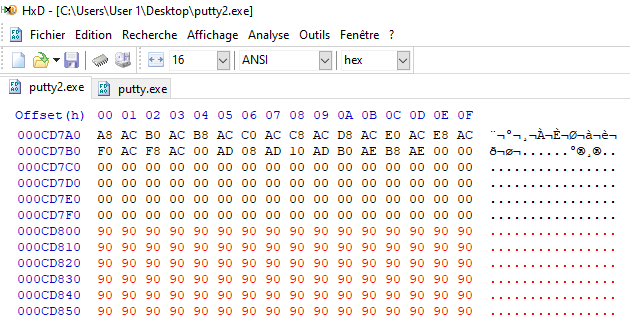 HxD - [C:\Users\User 1\Desktop\putty2.exe]
Fichier Edition Recherche Affichage Analyse Outils Fenêtre ?
16 ANSI hex
putty2.exe putty.exe
Offset(h) 00 01 02 03 04 05 06 07 08 09 0A 0B 0C 0D 0E 0F
000CD7A0 A8 AC B0 AC B8 AC C0 AC C8 AC D8 AC E0 AC E8 AC ¨¬°¬¸¬À¬È¬Ø¬à¬è¬
000CD7B0 F0 AC F8 AC 00 AD 08 AD 10 AD B0 AE B8 AE 00 00 ð¬ø¬......°®¸®..
000CD7C0 00 00 00 00 00 00 00 00 00 00 00 00 00 00 00 00 ................
000CD7D0 00 00 00 00 00 00 00 00 00 00 00 00 00 00 00 00 ................
000CD7E0 00 00 00 00 00 00 00 00 00 00 00 00 00 00 00 00 ................
000CD7F0 00 00 00 00 00 00 00 00 00 00 00 00 00 00 00 00 ................
000CD800 90 90 90 90 90 90 90 90 90 90 90 90 90 90 90 90 ................
000CD810 90 90 90 90 90 90 90 90 90 90 90 90 90 90 90 90 ................
000CD820 90 90 90 90 90 90 90 90 90 90 90 90 90 90 90 90 ................
000CD830 90 90 90 90 90 90 90 90 90 90 90 90 90 90 90 90 ................
000CD840 90 90 90 90 90 90 90 90 90 90 90 90 90 90 90 90 ................
000CD850 90 90 90 90 90 90 90 90 90 90 90 90 90 90 90 90 ................